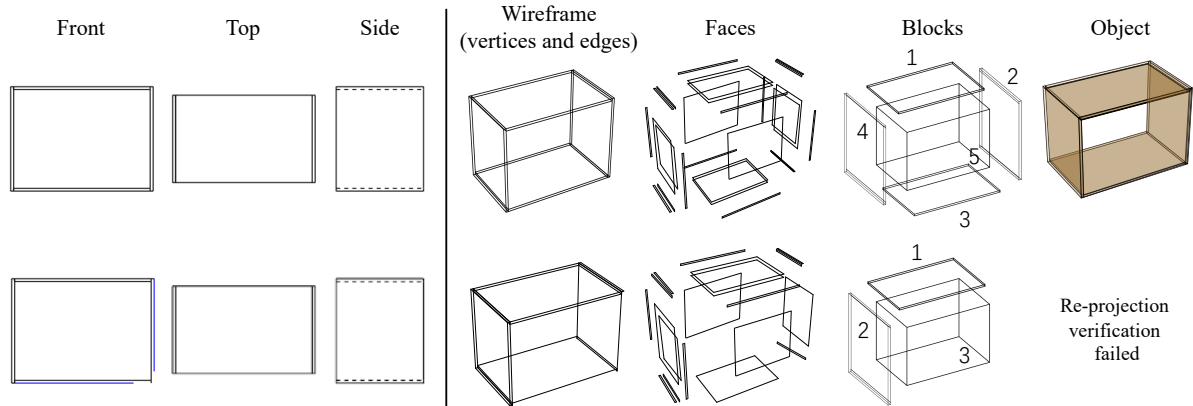 Front
Top
Side
Wireframe
(vertices and edges)
Faces
Blocks
Object
1
2
4
5
3
1
2
3
Re-projection
verification
failed